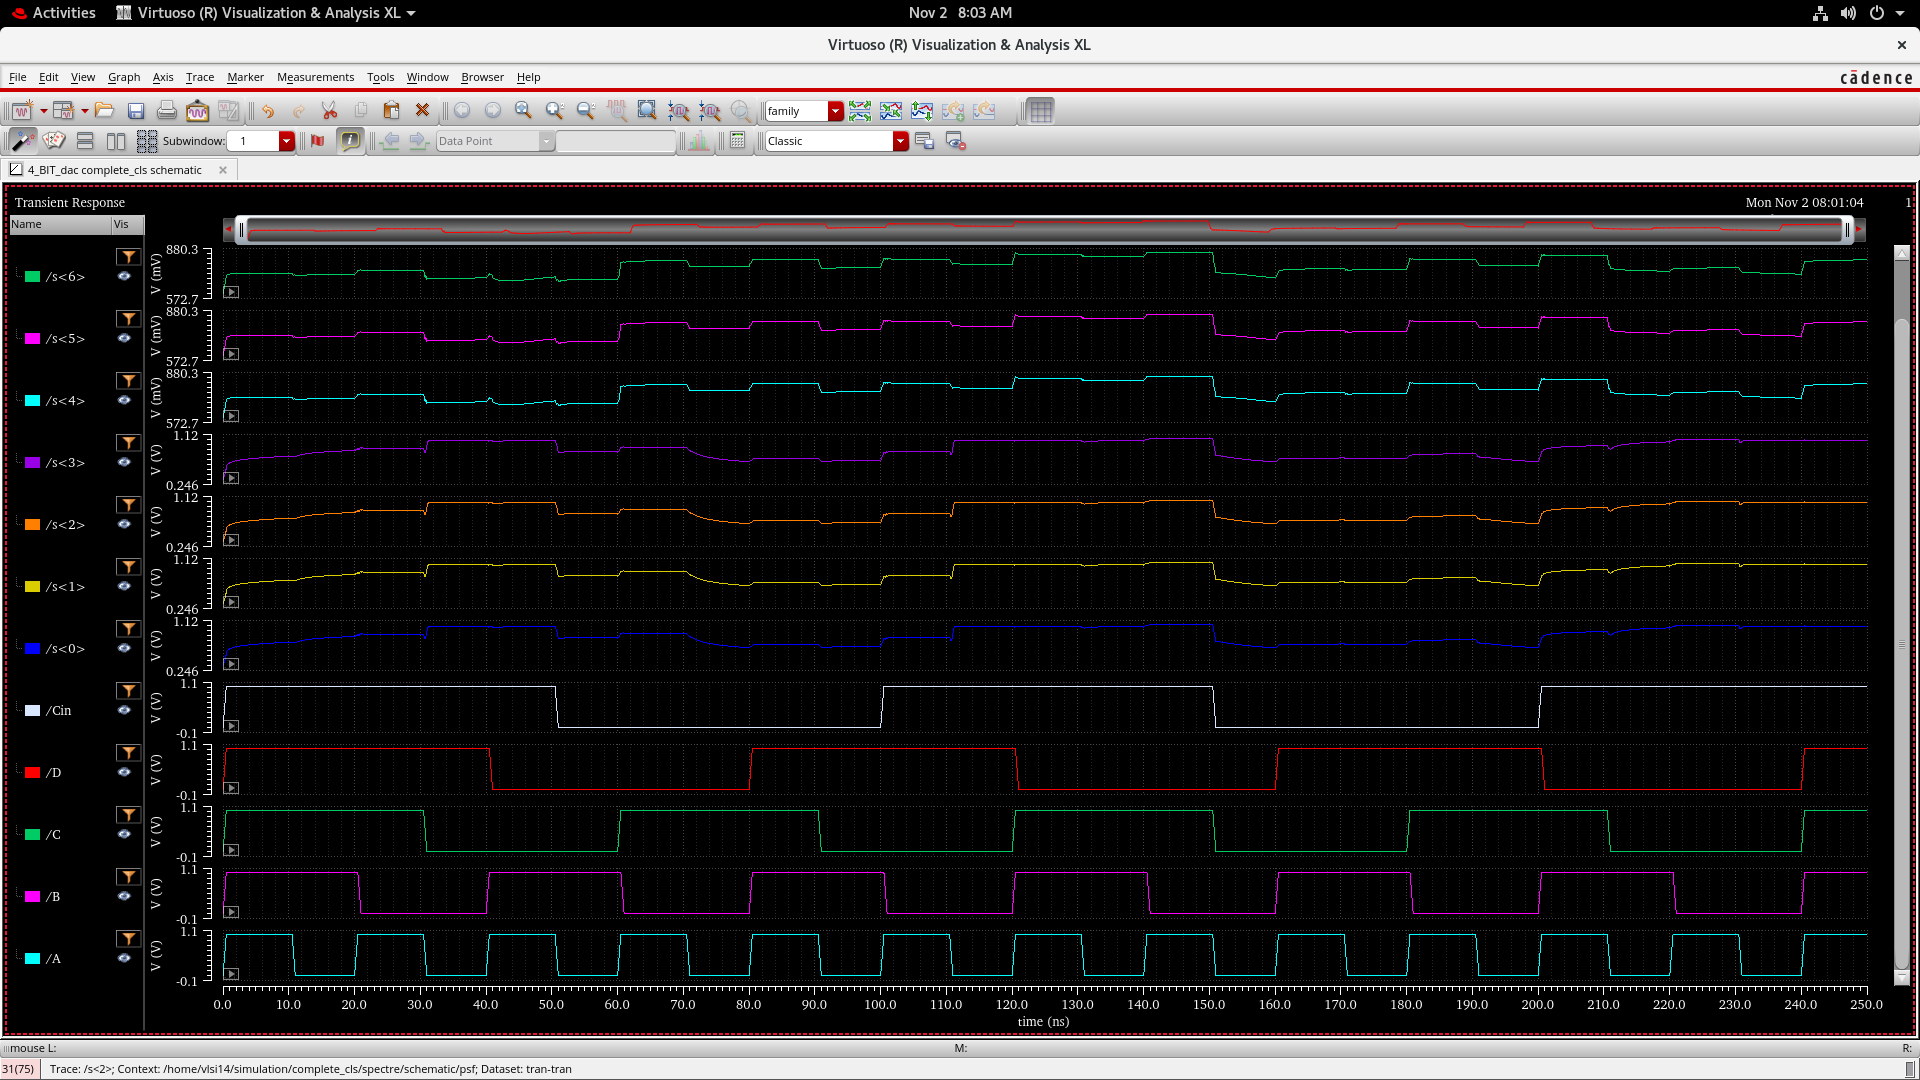 Activities
Virtuoso (R) Visualization & Analysis XL
Nov 2 8:03 AM
Virtuoso (R) Visualization & Analysis XL
File Edit View Graph Axis Trace Marker Measurements Tools Window Browser Help
cādence
family
Subwindow: 1
Data Point
Classic
4_BIT_dac complete_cls schematic
Transient Response
Mon Nov 2 08:01:04 1
Name Vis
/s<6> V (mV) 880.3 572.7
/s<5> V (mV) 880.3 572.7
/s<4> V (mV) 880.3 572.7
/s<3> V (V) 1.12 0.246
/s<2> V (V) 1.12 0.246
/s<1> V (V) 1.12 0.246
/s<0> V (V) 1.12 0.246
/Cin V (V) 1.1 -0.1
/D V (V) 1.1 -0.1
/C V (V) 1.1 -0.1
/B V (V) 1.1 -0.1
/A V (V) 1.1 -0.1
0.0 10.0 20.0 30.0 40.0 50.0 60.0 70.0 80.0 90.0 100.0 110.0 120.0 130.0 140.0 150.0 160.0 170.0 180.0 190.0 200.0 210.0 220.0 230.0 240.0 250.0
time (ns)
mouse L: M: R:
31(75) Trace: /s<2>; Context: /home/vlsi14/simulation/complete_cls/spectre/schematic/psf; Dataset: tran-tran